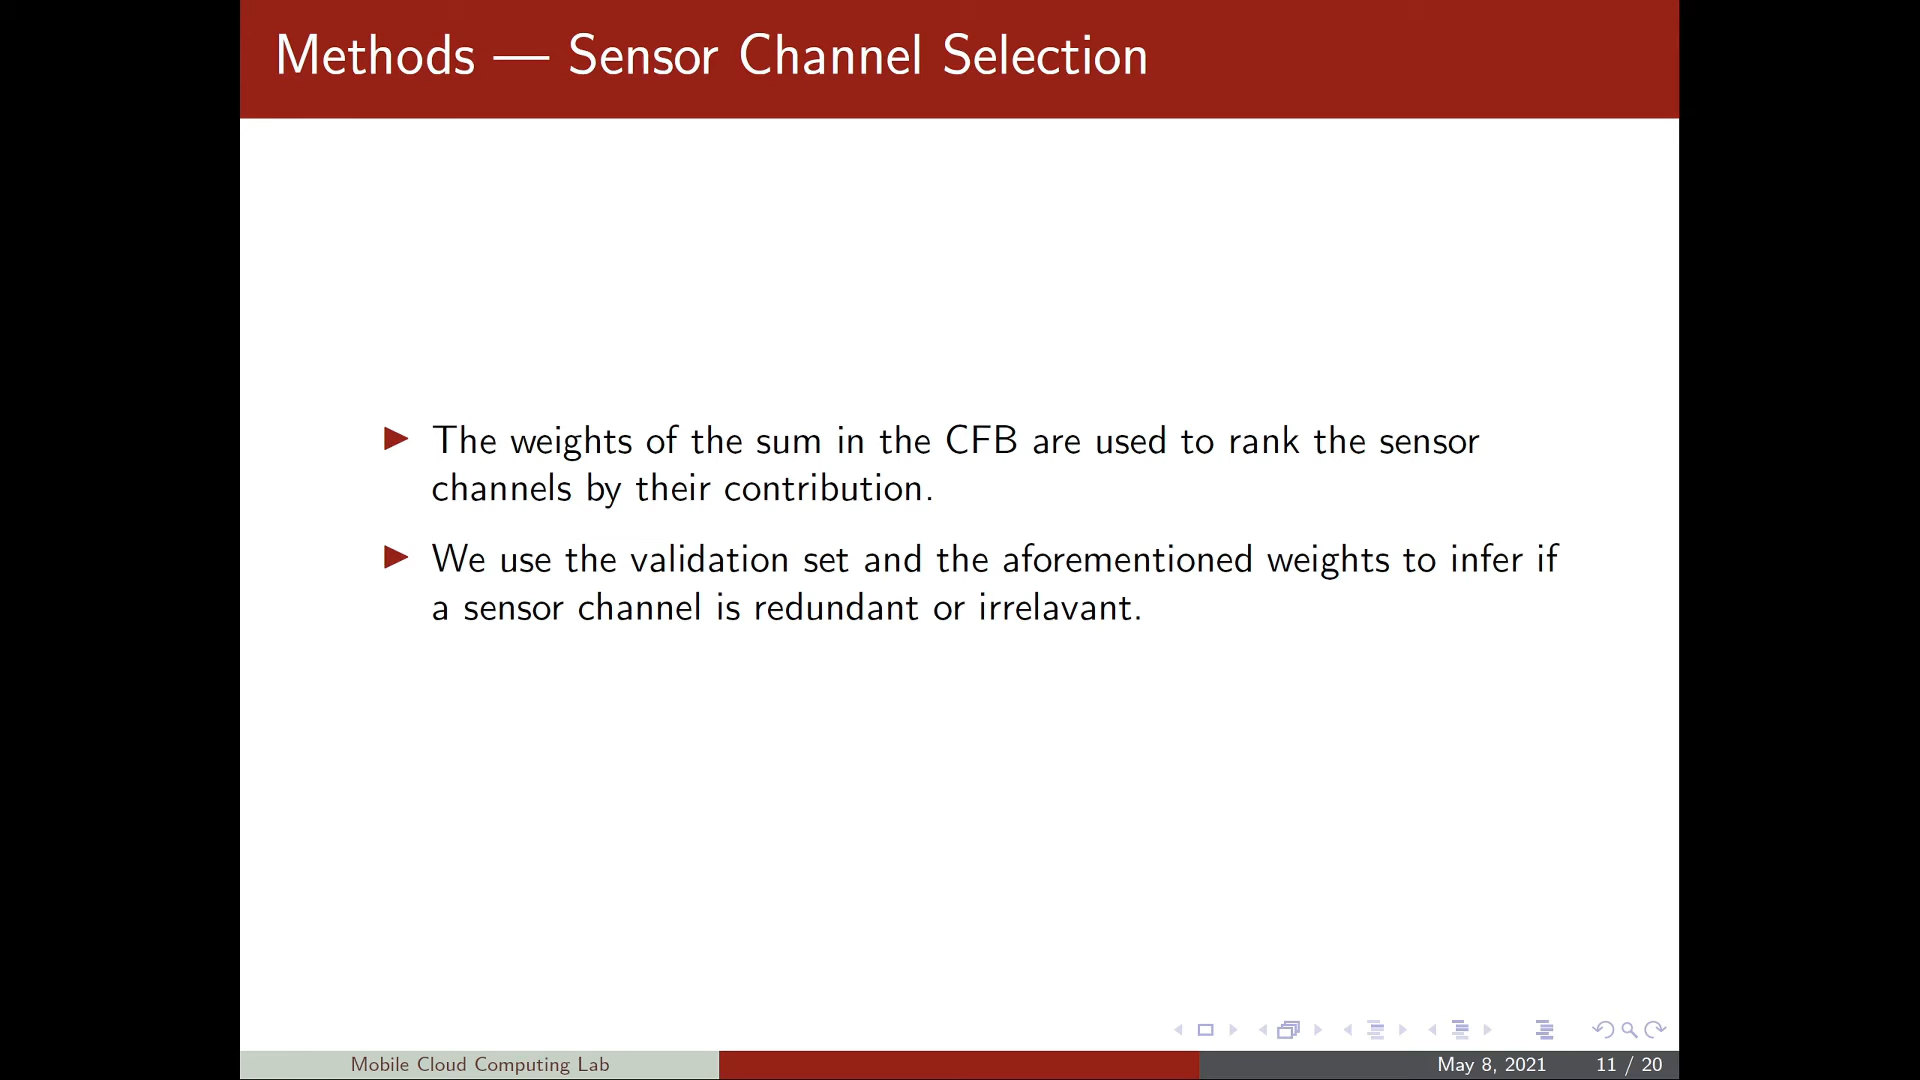 Methods — Sensor Channel Selection
The weights of the sum in the CFB are used to rank the sensor
channels by their contribution.
We use the validation set and the aforementioned weights to infer if
a sensor channel is redundant or irrelavant.
Mobile Cloud Computing Lab
May 8, 2021
11 / 20